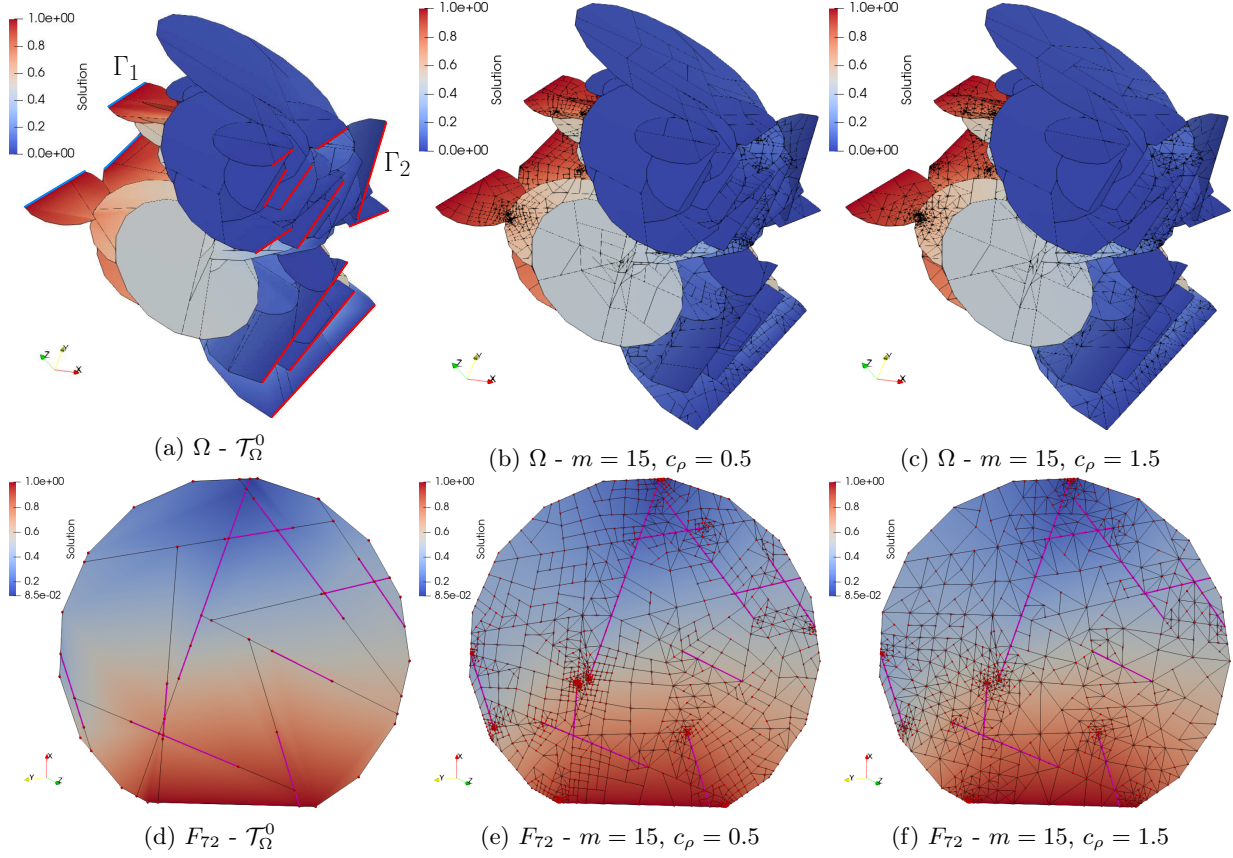 1.0e+00
0.8
0.6
0.4
0.2
0.0e+00
Solution
Γ₁
Γ₂
Z Y X
(a) Ω - 𝒯_Ω^0
1.0e+00
0.8
0.6
0.4
0.2
0.0e+00
Solution
Z Y X
(b) Ω - m = 15, c_ρ = 0.5
1.0e+00
0.8
0.6
0.4
0.2
0.0e+00
Solution
Z Y X
(c) Ω - m = 15, c_ρ = 1.5
1.0e+00
0.8
0.6
0.4
0.2
8.5e-02
Solution
X Y Z
(d) F₇₂ - 𝒯_Ω^0
1.0e+00
0.8
0.6
0.4
0.2
8.5e-02
Solution
X Y Z
(e) F₇₂ - m = 15, c_ρ = 0.5
1.0e+00
0.8
0.6
0.4
0.2
8.5e-02
Solution
X Y Z
(f) F₇₂ - m = 15, c_ρ = 1.5